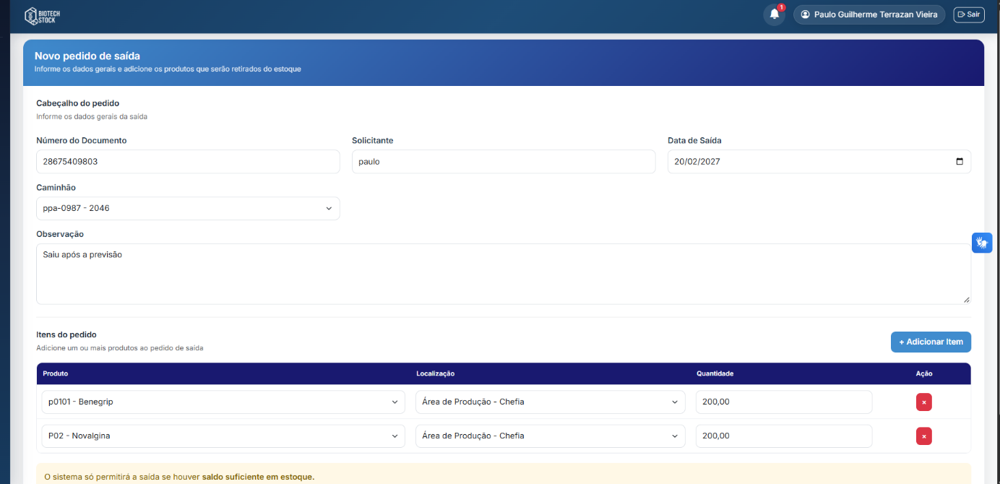 BIOTECH
STOCK
1
Paulo Guilherme Terrazan Vieira
Sair
Novo pedido de saída
Informe os dados gerais e adicione os produtos que serão retirados do estoque
Cabeçalho do pedido
Informe os dados gerais da saída
Número do Documento Solicitante Data de Saída
28675409803 paulo 20/02/2027
Caminhão
ppa-0987 - 2046
Observação
Saiu após a previsão
Itens do pedido
Adicione um ou mais produtos ao pedido de saída
+ Adicionar Item
Produto Localização Quantidade Ação
p0101 - Benegrip Área de Produção - Chefia 200,00 ×
P02 - Novalgina Área de Produção - Chefia 200,00 ×
O sistema só permitirá a saída se houver saldo suficiente em estoque.